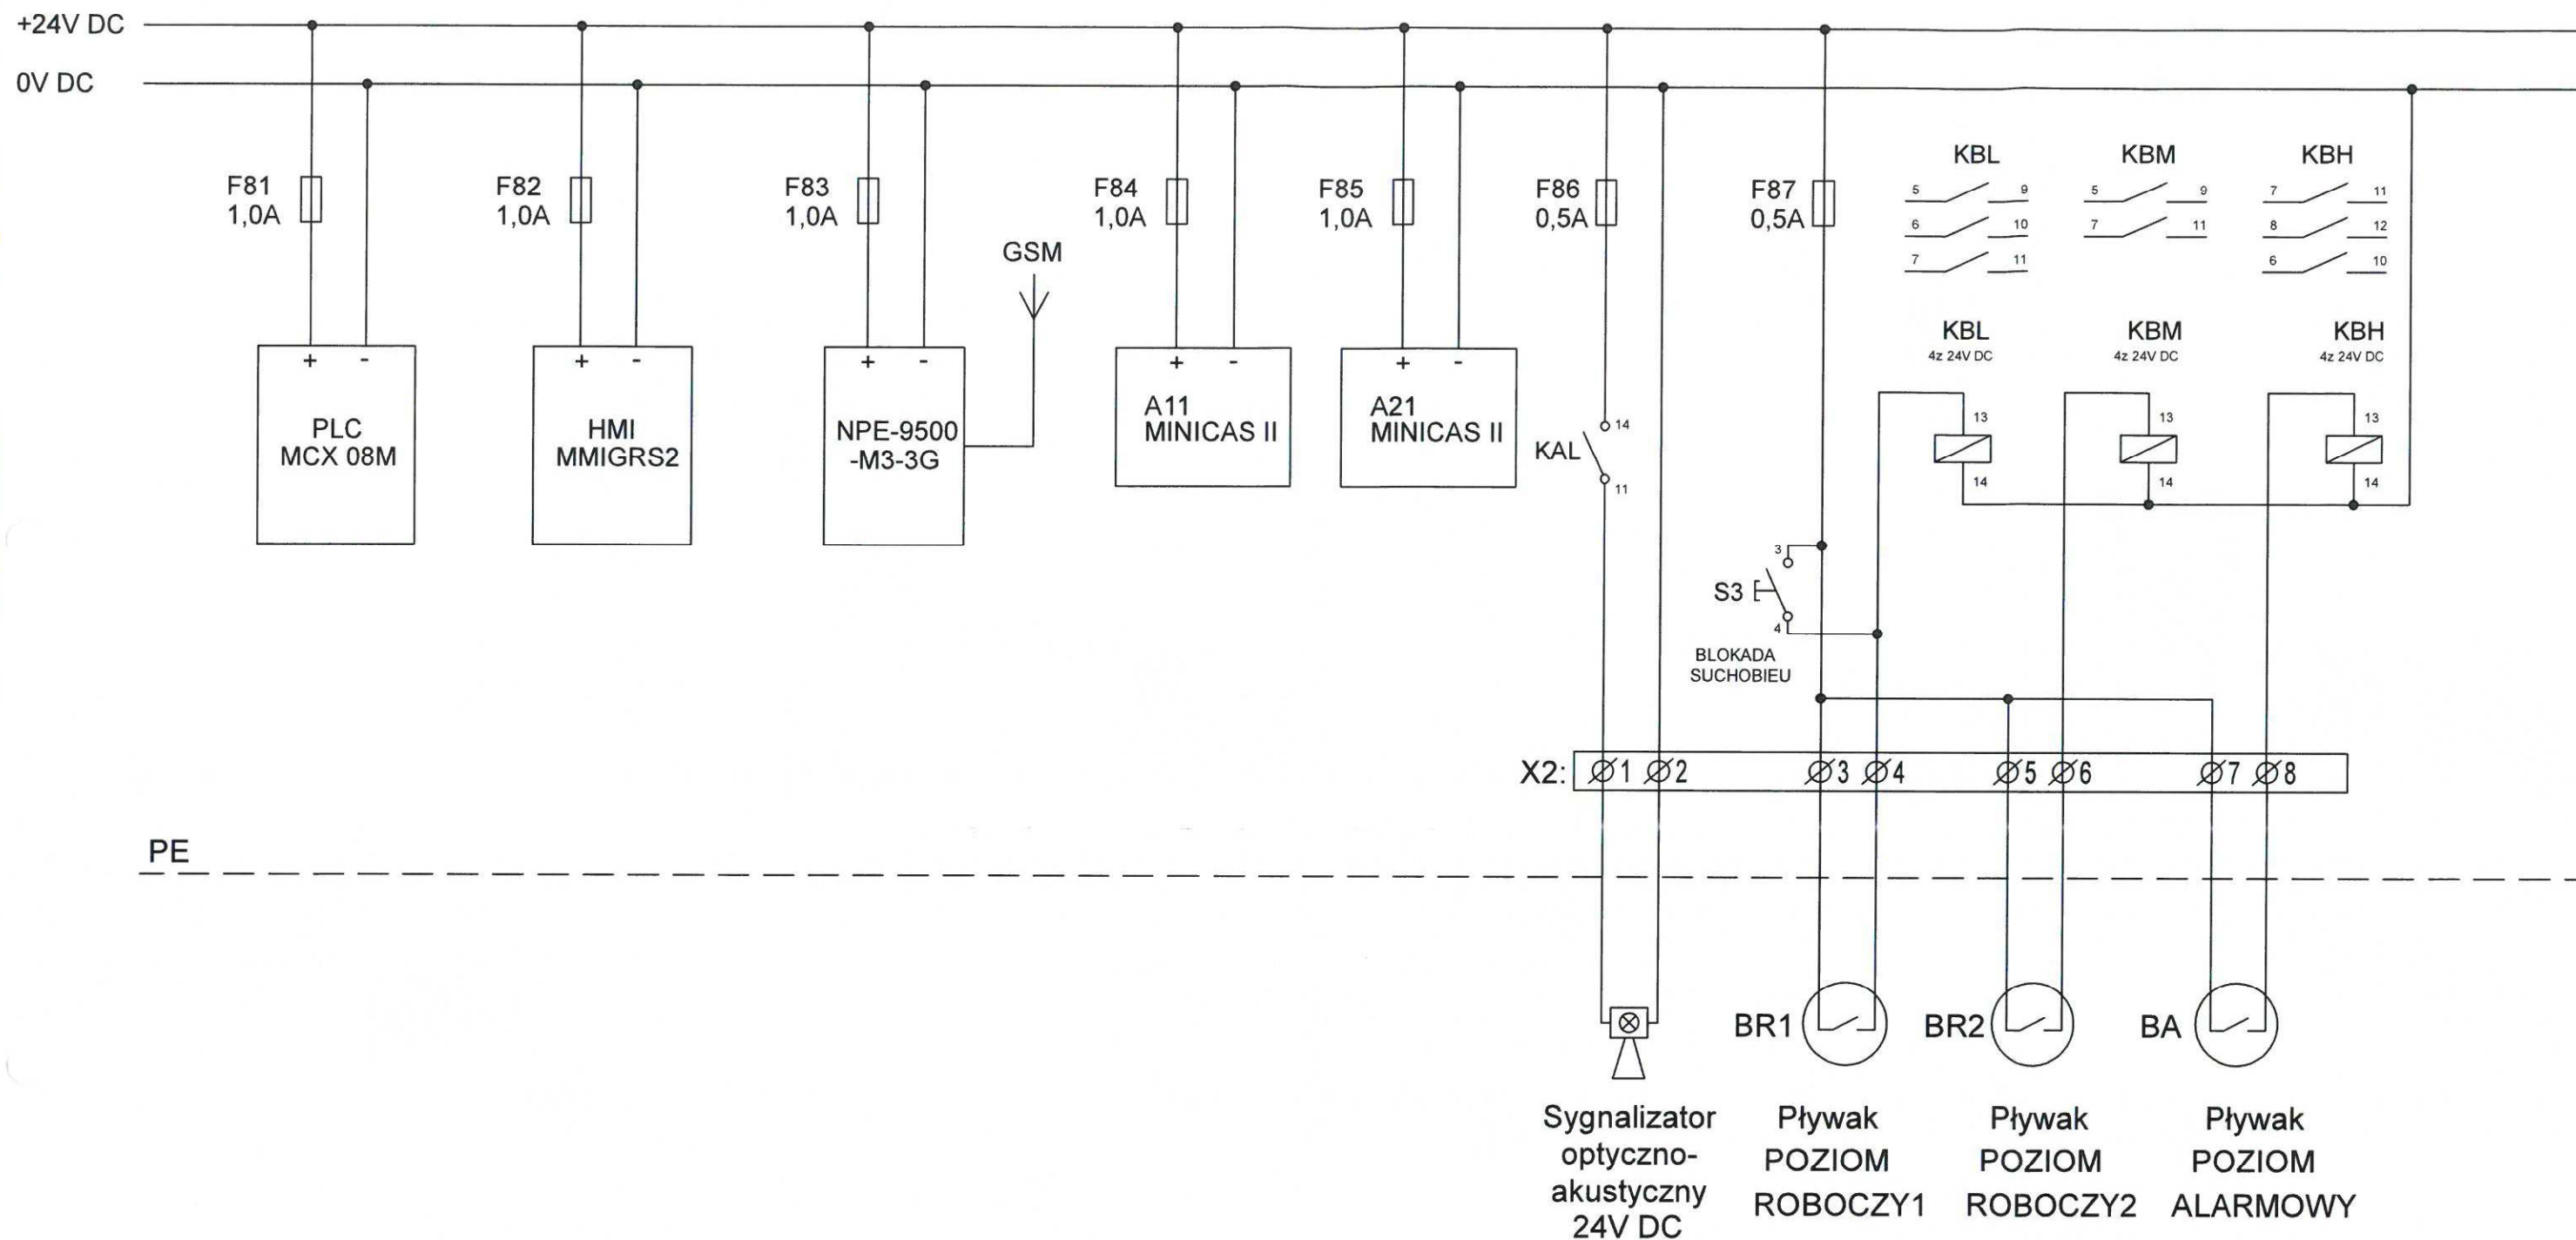 +24V DC
0V DC
F81
1,0A
F82
1,0A
F83
1,0A
GSM
F84
1,0A
F85
1,0A
F86
0,5A
F87
0,5A
KBL
5 9
6 10
7 11
KBM
5 9
7 11
KBH
7 11
8 12
6 10
KBL
4z 24V DC
KBM
4z 24V DC
KBH
4z 24V DC
+ -
PLC
MCX 08M
+ -
HMI
MMIGRS2
+ -
NPE-9500
-M3-3G
+ -
A11
MINICAS II
+ -
A21
MINICAS II
14
KAL
11
13
14
13
14
13
14
3
S3
4
BLOKADA
SUCHOBIEU
X2: 1 2 3 4 5 6 7 8
PE
BR1
BR2
BA
Sygnalizator
optyczno-
akustyczny
24V DC
Pływak
POZIOM
ROBOCZY1
Pływak
POZIOM
ROBOCZY2
Pływak
POZIOM
ALARMOWY